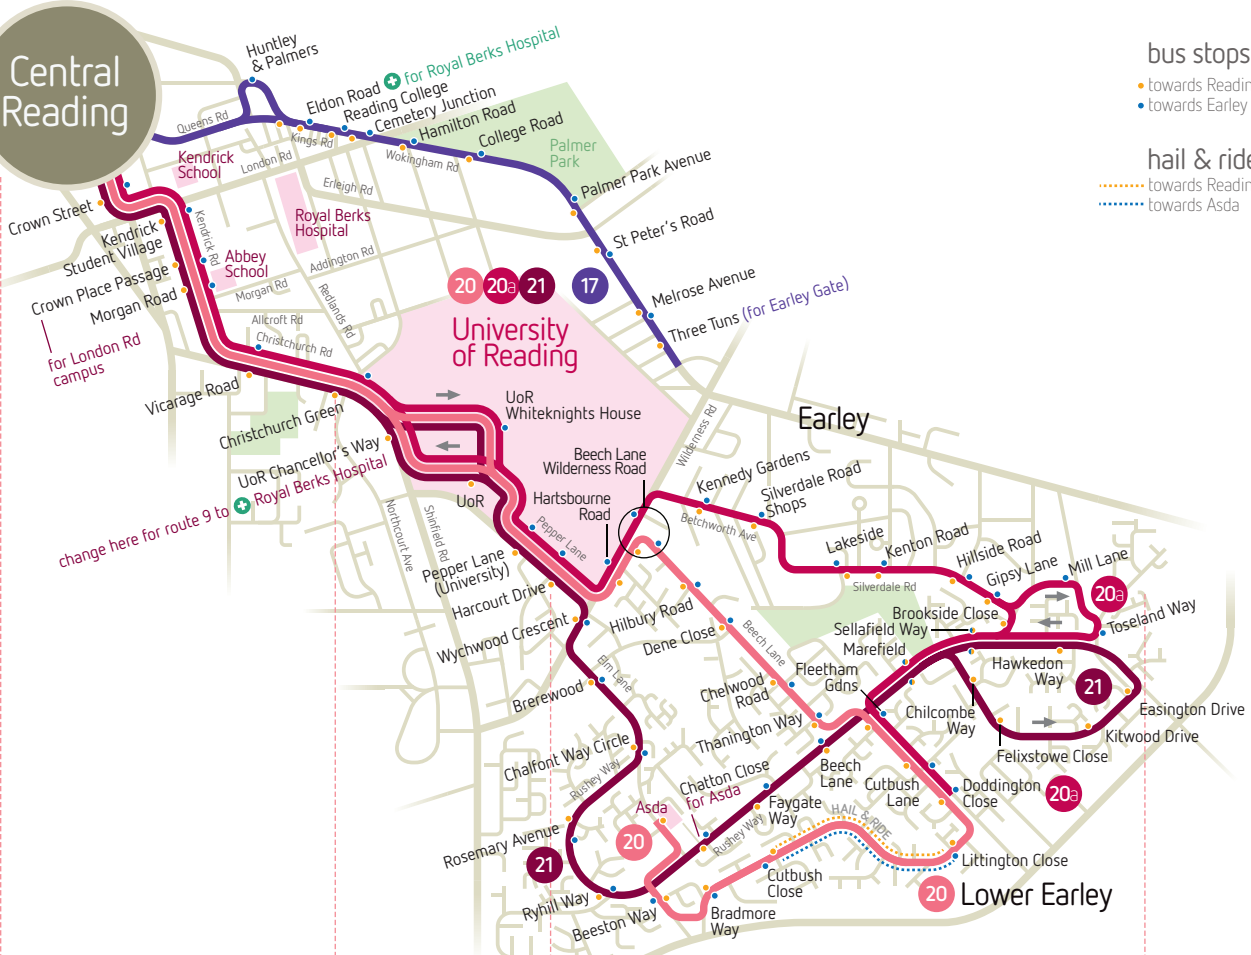 Central
Reading
Huntley
& Palmers
Eldon Road
for Royal Berks Hospital
Reading College
Cemetery Junction
Hamilton Road
College Road
Palmer
Park
Palmer Park Avenue
St Peter's Road
Melrose Avenue
Three Tuns (for Earley Gate)
Queens Rd
Kings Rd
London Rd
Wokingham Rd
Erleigh Rd
Addington Rd
Kendrick
School
Royal Berks
Hospital
Abbey
School
Kendrick Rd
Morgan Rd
Redlands Rd
Allcroft Rd
Christchurch Rd
bus stops
towards Readin
towards Earley
hail & ride
towards Readin
towards Asda
Crown Street
Kendrick
Student Village
Crown Place Passage
Morgan Road
for London Rd
campus
Vicarage Road
Christchurch Green
UoR Chancellor's Way
change here for route 9 to
Royal Berks Hospital
20
20a
21
17
University
of Reading
UoR
Whiteknights House
UoR
Beech Lane
Wilderness Road
Hartsbourne
Road
Wilderness Rd
Earley
Kennedy Gardens
Silverdale Road
Shops
Betchworth Ave
Lakeside
Kenton Road
Hillside Road
Gipsy Lane
Mill Lane
Silverdale Rd
20a
Toseland Way
Brookside Close
Sellafield Way
Marefield
Fleetham
Gdns
Hawkedon
Way
21
Easington Drive
Kitwood Drive
Felixstowe Close
Chilcombe
Way
Northcourt Ave
Shinfield Rd
Pepper Lane
Pepper Lane
(University)
Harcourt Drive
Wychwood Crescent
Elm Lane
Brerewood
Hilbury Road
Dene Close
Beech Lane
Chelwood
Road
Thanington Way
Chalfont Way Circle
Rushey Way
Chatton Close
for Asda
Asda
20
Rosemary Avenue
21
Ryhill Way
Beeston Way
Bradmore
Way
Rushey Way
Faygate
Way
Beech
Lane
Cutbush
Lane
Doddington
Close
20a
HAIL & RIDE
Cutbush
Close
Littington Close
20
Lower Earley